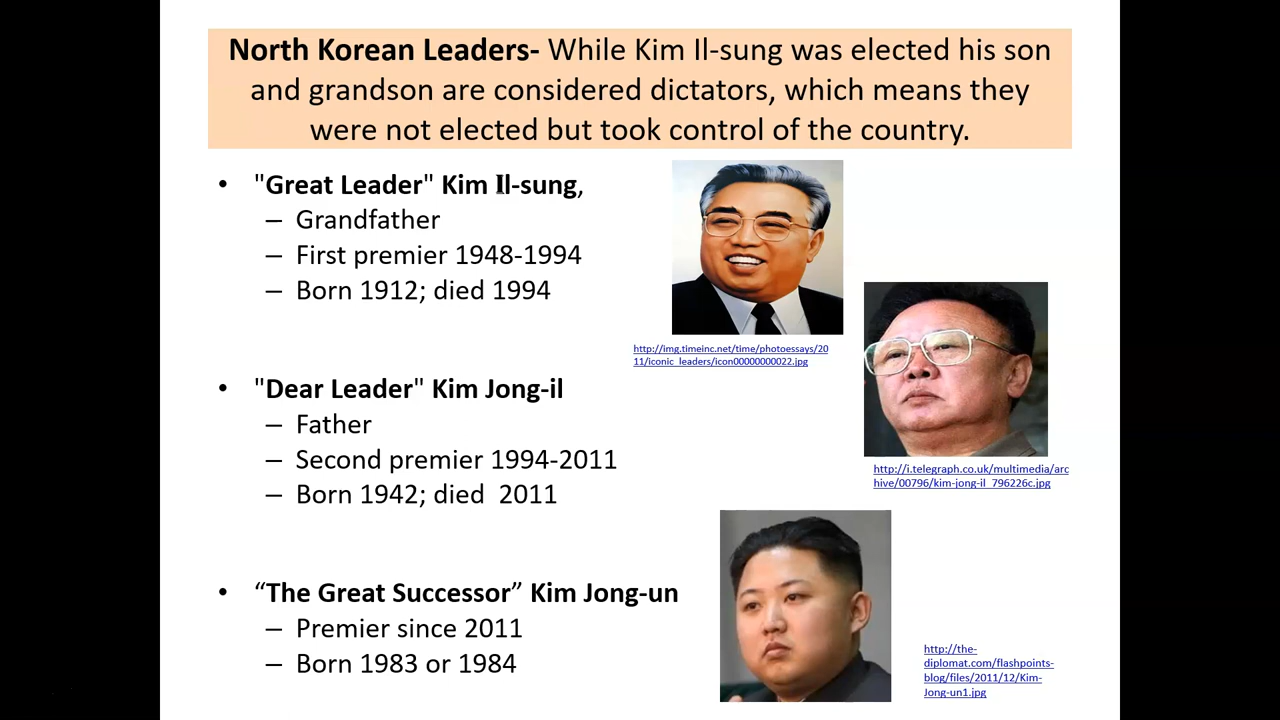 North Korean Leaders- While Kim Il-sung was elected his son
and grandson are considered dictators, which means they
were not elected but took control of the country.
• "Great Leader" Kim Il-sung,
– Grandfather
– First premier 1948-1994
– Born 1912; died 1994
http://img.timeinc.net/time/photoessays/20
11/iconic_leaders/icon00000000022.jpg
• "Dear Leader" Kim Jong-il
– Father
– Second premier 1994-2011
– Born 1942; died  2011
http://i.telegraph.co.uk/multimedia/arc
hive/00796/kim-jong-il_796226c.jpg
• “The Great Successor” Kim Jong-un
– Premier since 2011
– Born 1983 or 1984
http://the-
diplomat.com/flashpoints-
blog/files/2011/12/Kim-
Jong-un1.jpg